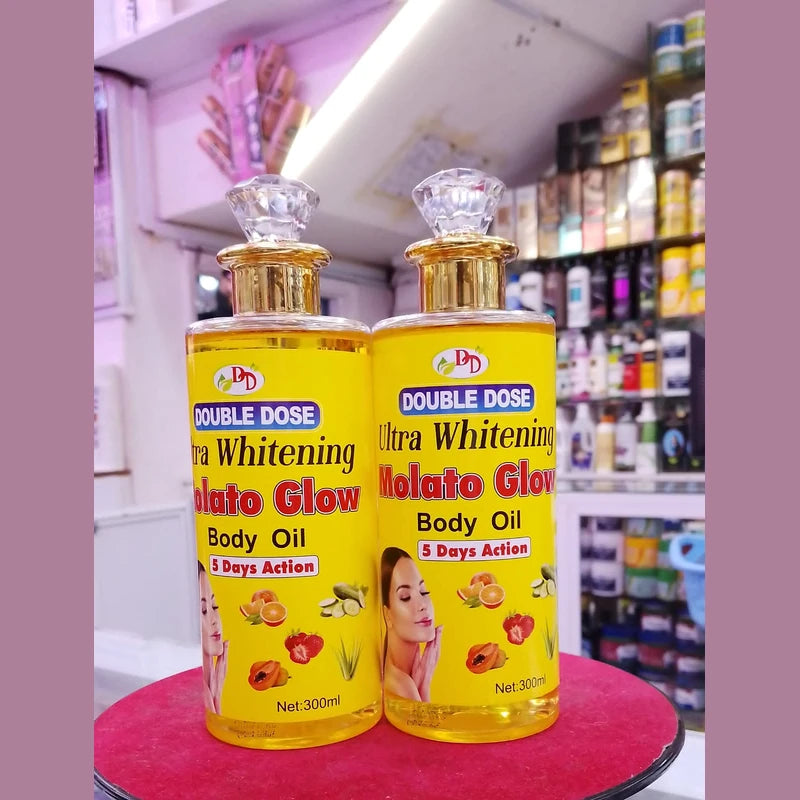 DD
DOUBLE DOSE
tra Whitening
olato Glow
Body Oil
5 Days Action
Net:300ml
DD
DOUBLE DOSE
Ultra Whitening
Molato Glow
Body Oil
5 Days Action
Net:300ml